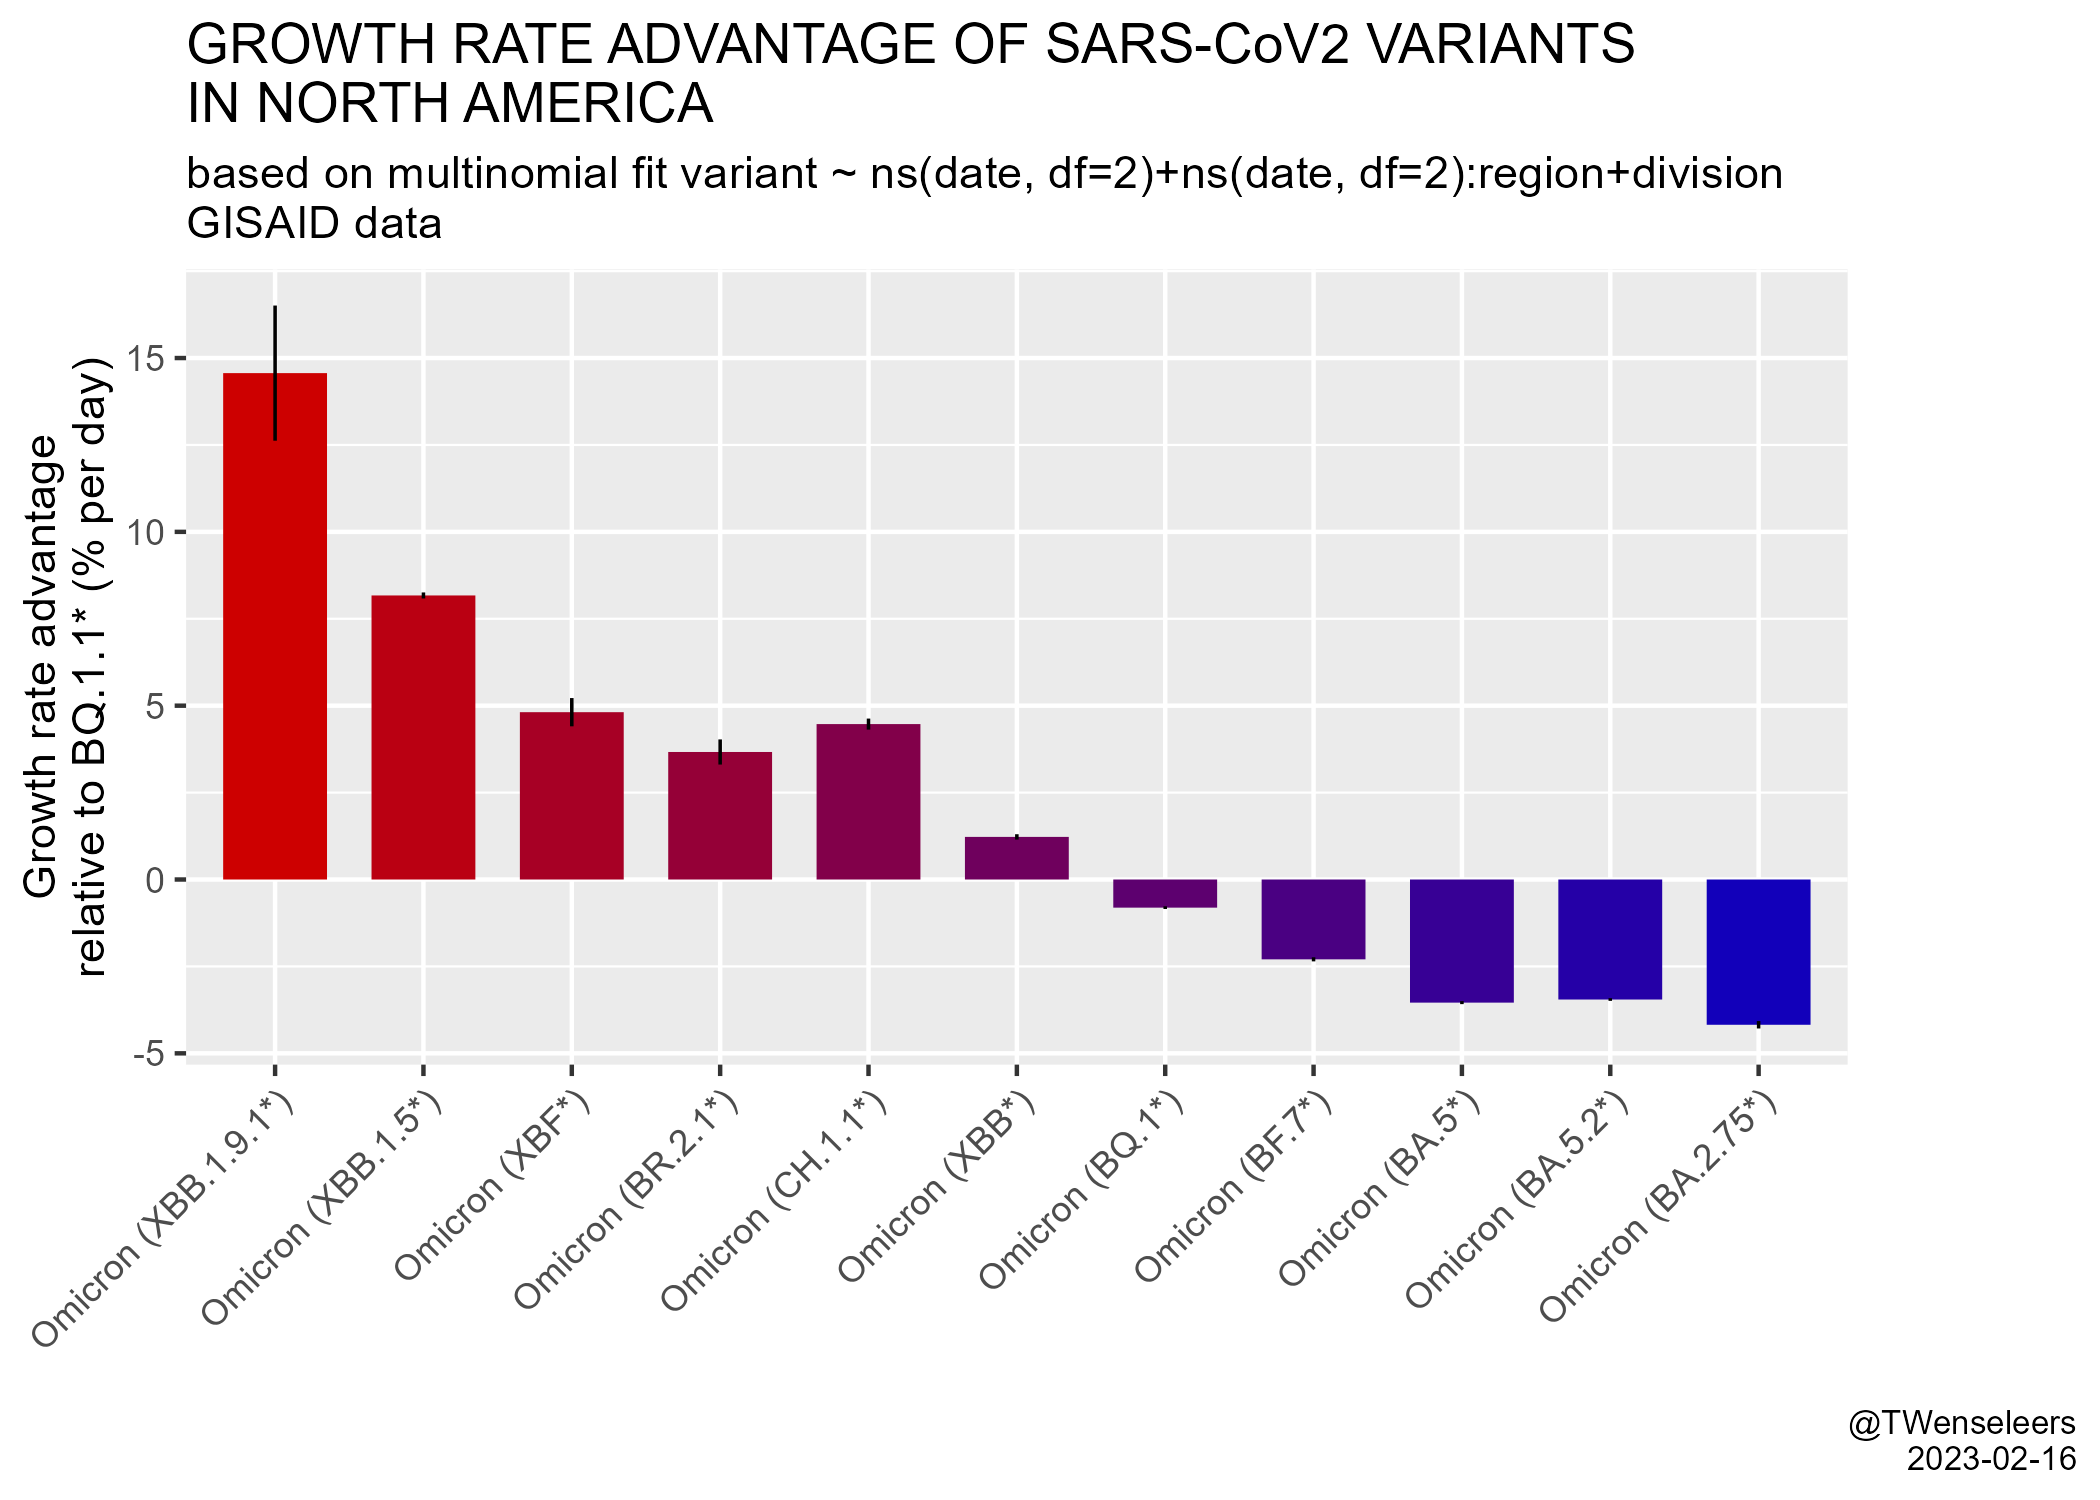 GROWTH RATE ADVANTAGE OF SARS-CoV2 VARIANTS
IN NORTH AMERICA
based on multinomial fit variant ~ ns(date, df=2)+ns(date, df=2):region+division
GISAID data
Growth rate advantage
relative to BQ.1.1* (% per day)
15
10
5
0
-5
Omicron (XBB.1.9.1*)
Omicron (XBB.1.5*)
Omicron (XBF*)
Omicron (BR.2.1*)
Omicron (CH.1.1*)
Omicron (XBB*)
Omicron (BQ.1*)
Omicron (BF.7*)
Omicron (BA.5*)
Omicron (BA.5.2*)
Omicron (BA.2.75*)
@TWenseleers
2023-02-16